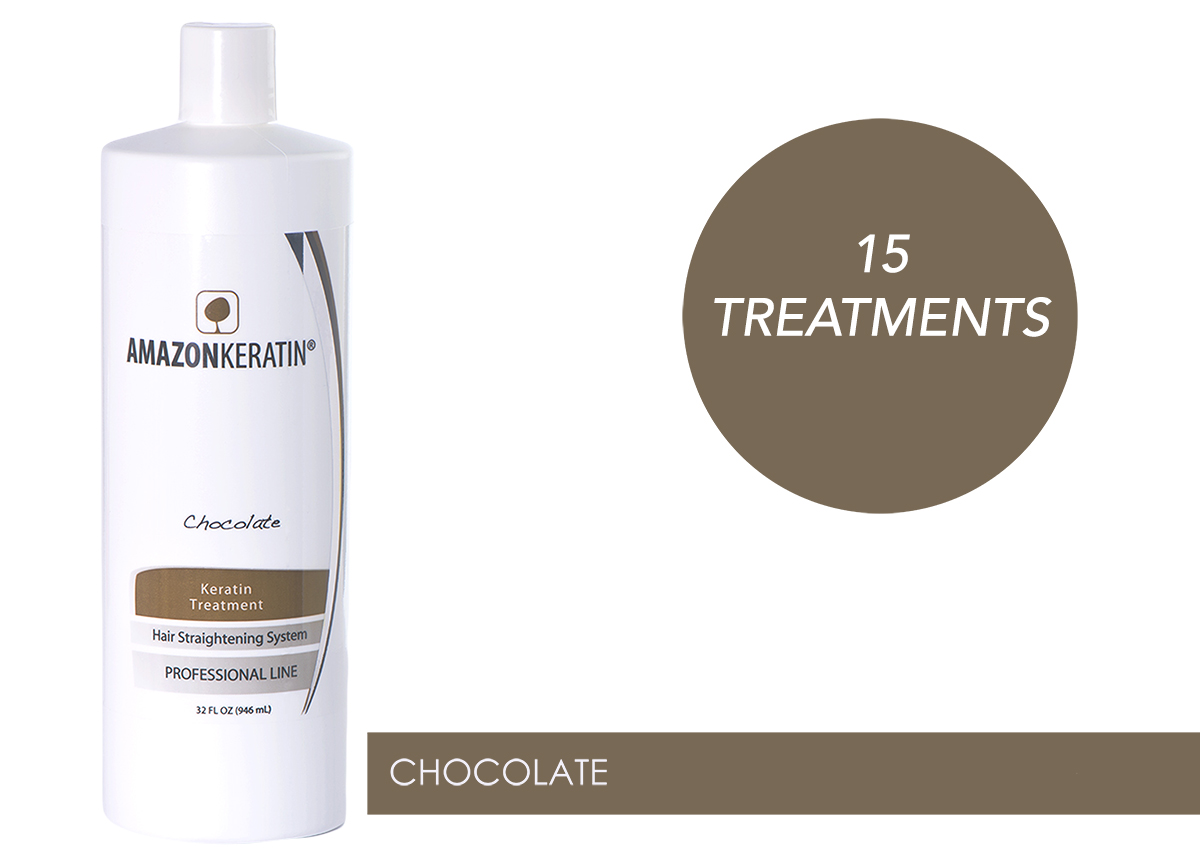 AMAZONKERATIN®
Chocolate
Keratin
Treatment
Hair Straightening System
PROFESSIONAL LINE
32 FL OZ (946 mL)
15
TREATMENTS
CHOCOLATE